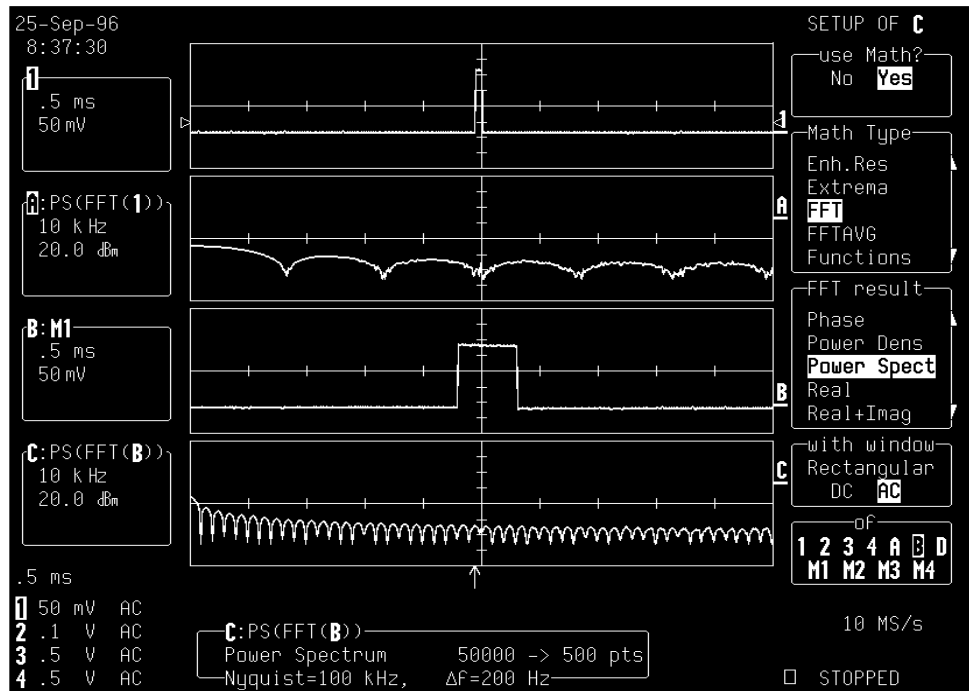 25-Sep-96
8:37:30
1
.5 ms
50 mV
A:PS(FFT(1))
10 kHz
20.0 dBm
B:M1
.5 ms
50 mV
C:PS(FFT(B))
10 kHz
20.0 dBm
.5 ms
1 50 mV AC
2 .1 V AC
3 .5 V AC
4 .5 V AC
1
A
B
C
C:PS(FFT(B))
Power Spectrum 50000 -> 500 pts
Nyquist=100 kHz, Δf=200 Hz
SETUP OF C
use Math?
No Yes
Math Type
Enh.Res
Extrema
FFT
FFTAVG
Functions
FFT result
Phase
Power Dens
Power Spect
Real
Real+Imag
with window
Rectangular
DC AC
of
1 2 3 4 A B D
M1 M2 M3 M4
10 MS/s
STOPPED